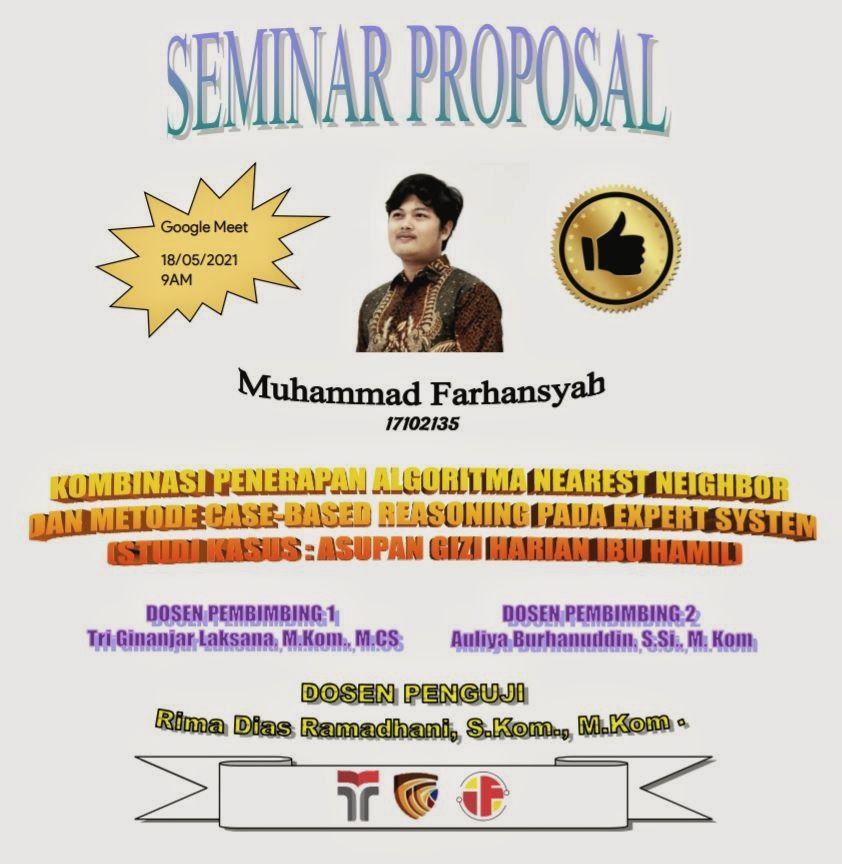 SEMINAR PROPOSAL
Google Meet
18/05/2021
9AM
Muhammad Farhansyah
17102135
KOMBINASI PENERAPAN ALGORITMA NEAREST NEIGHBOR
DAN METODE CASE-BASED REASONING PADA EXPERT SYSTEM
(STUDI KASUS : ASUPAN GIZI HARIAN IBU HAMIL)
DOSEN PEMBIMBING 1
Tri Ginanjar Laksana, M.Kom., M.CS
DOSEN PEMBIMBING 2
Auliya Burhanuddin, S.Si., M. Kom
DOSEN PENGUJI
Rima Dias Ramadhani, S.Kom., M.Kom .